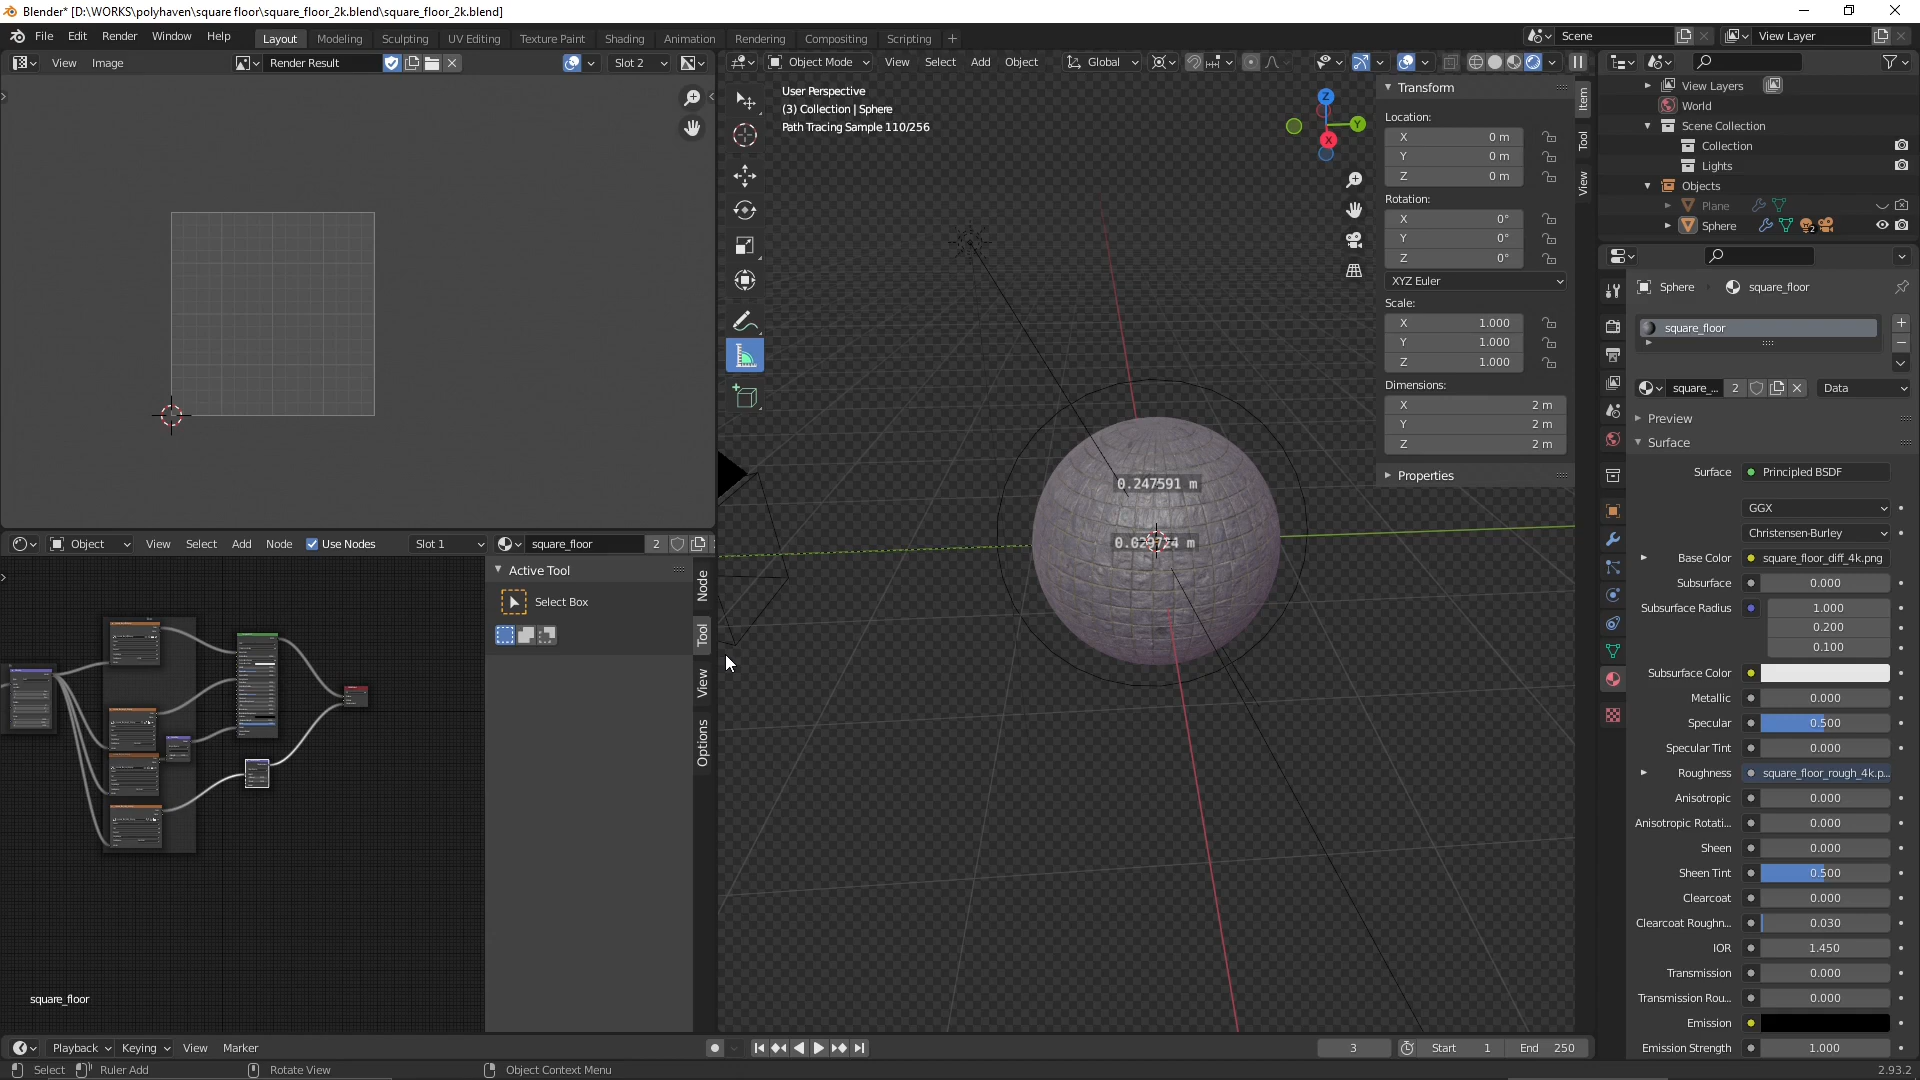 Blender* [D:\WORKS\polyhaven\square floor\square_floor_2k.blend\square_floor_2k.blend]
File Edit Render Window Help Layout Modeling Sculpting UV Editing Texture Paint Shading Animation Rendering Compositing Scripting + Scene View Layer
View Image Render Result Slot 2
Object Mode View Select Add Object Global
User Perspective
(3) Collection | Sphere
Path Tracing Sample 110/256
Z
Y
X
Transform
Location:
X 0 m
Y 0 m
Z 0 m
Rotation:
X 0°
Y 0°
Z 0°
XYZ Euler
Scale:
X 1.000
Y 1.000
Z 1.000
Dimensions:
X 2 m
Y 2 m
Z 2 m
Properties
Item
Tool
View
0.247591 m
View Layers
World
Scene Collection
Collection
Lights
Objects
Plane
Sphere 2
Sphere square_floor
square_floor
square_... 2 Data
Preview
Surface
Surface Principled BSDF
GGX
Christensen-Burley
Base Color square_floor_diff_4k.png
Subsurface 0.000
Subsurface Radius 1.000
0.200
0.100
Subsurface Color
Metallic 0.000
Specular 0.500
Specular Tint 0.000
Roughness square_floor_rough_4k.p...
Anisotropic 0.000
Anisotropic Rotati... 0.000
Sheen 0.000
Sheen Tint 0.500
Clearcoat 0.000
Clearcoat Roughn... 0.030
IOR 1.450
Transmission 0.000
Transmission Rou... 0.000
Emission
Emission Strength 1.000
Object View Select Add Node Use Nodes Slot 1 square_floor 2
Active Tool
Select Box
Node
Tool
View
Options
square_floor
Playback Keying View Marker 3 Start 1 End 250
Select Ruler Add Rotate View Object Context Menu 2.93.2